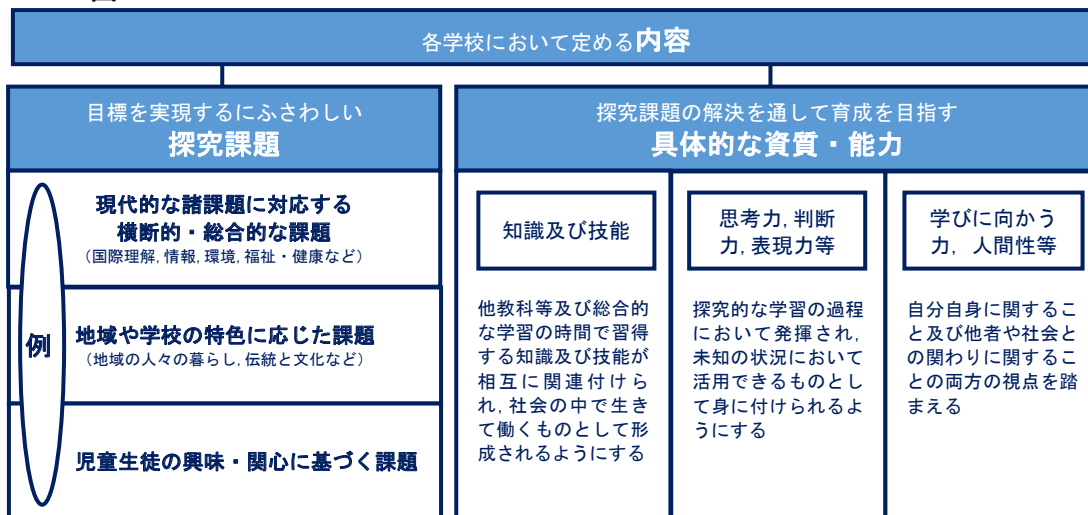 各学校において定める内容
目標を実現するにふさわしい
探究課題
探究課題の解決を通して育成を目指す
具体的な資質・能力
例
現代的な諸課題に対応する
横断的・総合的な課題
（国際理解,情報,環境,福祉・健康など）
地域や学校の特色に応じた課題
（地域の人々の暮らし,伝統と文化など）
児童生徒の興味・関心に基づく課題
知識及び技能
他教科等及び総合的
な学習の時間で習得
する知識及び技能が
相互に関連付けら
れ,社会の中で生き
て働くものとして形
成されるようにする
思考力,判断
力,表現力等
探究的な学習の過程
において発揮され,
未知の状況において
活用できるものとし
て身に付けられるよ
うにする
学びに向かう
力,人間性等
自分自身に関するこ
と及び他者や社会と
の関わりに関するこ
との両方の視点を踏
まえる